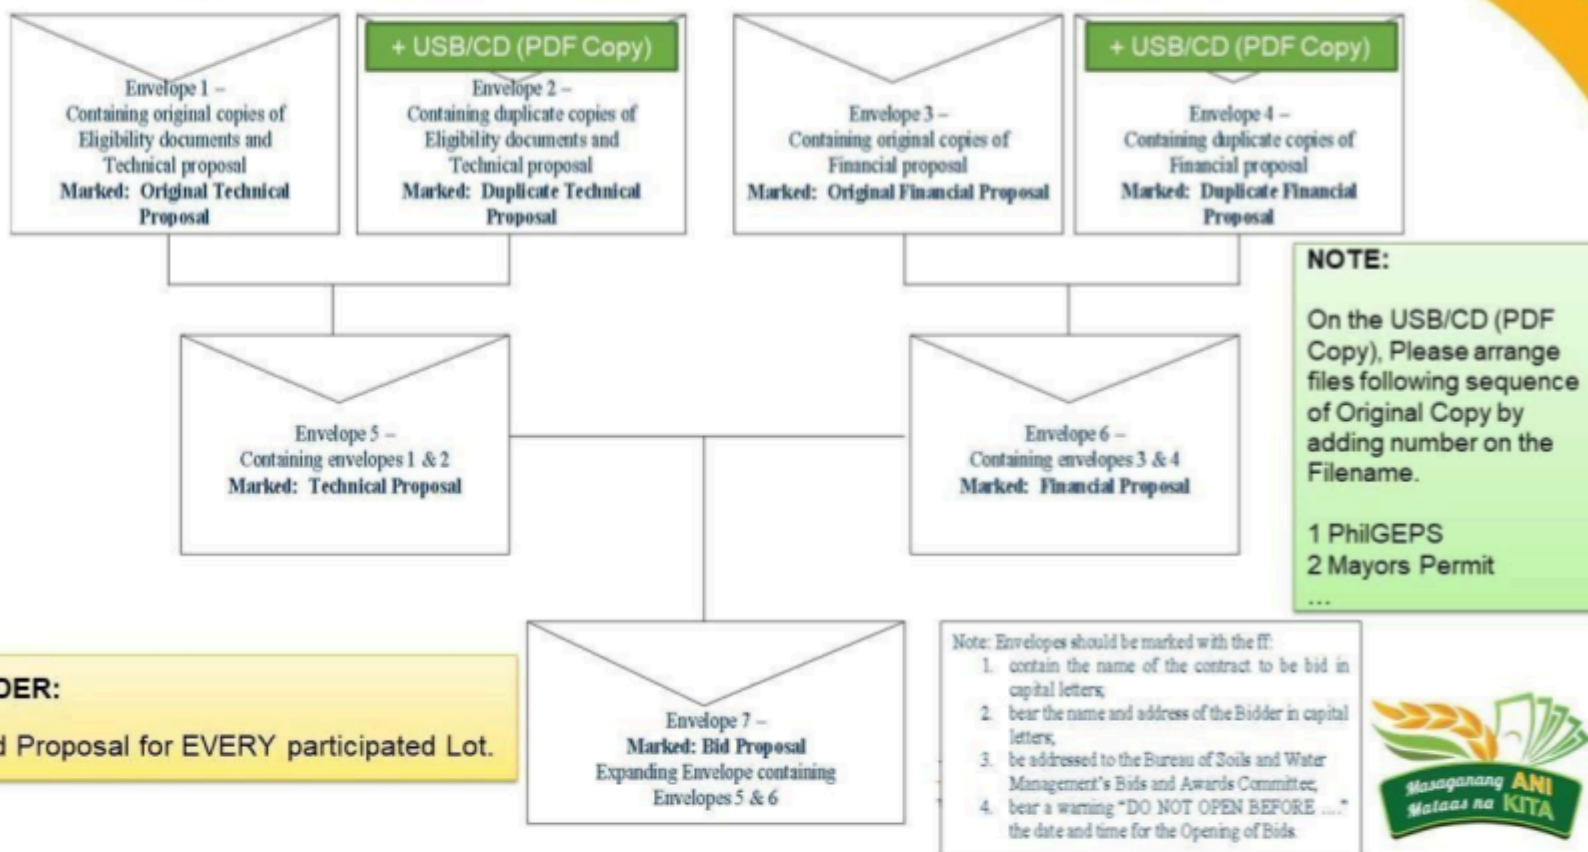 + USB/CD (PDF Copy)
+ USB/CD (PDF Copy)
Envelope 1 –
Containing original copies of
Eligibility documents and
Technical proposal
Marked: Original Technical
Proposal
Envelope 2 –
Containing duplicate copies of
Eligibility documents and
Technical proposal
Marked: Duplicate Technical
Proposal
Envelope 3 –
Containing original copies of
Financial proposal
Marked: Original Financial Proposal
Envelope 4 –
Containing duplicate copies of
Financial proposal
Marked: Duplicate Financial
Proposal
NOTE:
On the USB/CD (PDF
Copy), Please arrange
files following sequence
of Original Copy by
adding number on the
Filename.
1 PhilGEPS
2 Mayors Permit
...
Envelope 5 –
Containing envelopes 1 & 2
Marked: Technical Proposal
Envelope 6 –
Containing envelopes 3 & 4
Marked: Financial Proposal
DER:
d Proposal for EVERY participated Lot.
Envelope 7 –
Marked: Bid Proposal
Expanding Envelope containing
Envelopes 5 & 6
Note: Envelopes should be marked with the ff:
1. contain the name of the contract to be bid in
capital letters;
2. bear the name and address of the Bidder in capital
letters;
3. be addressed to the Bureau of Soils and Water
Management's Bids and Awards Committee;
4. bear a warning "DO NOT OPEN BEFORE ...."
the date and time for the Opening of Bids.
Masaganang ANI
Mataas na KITA